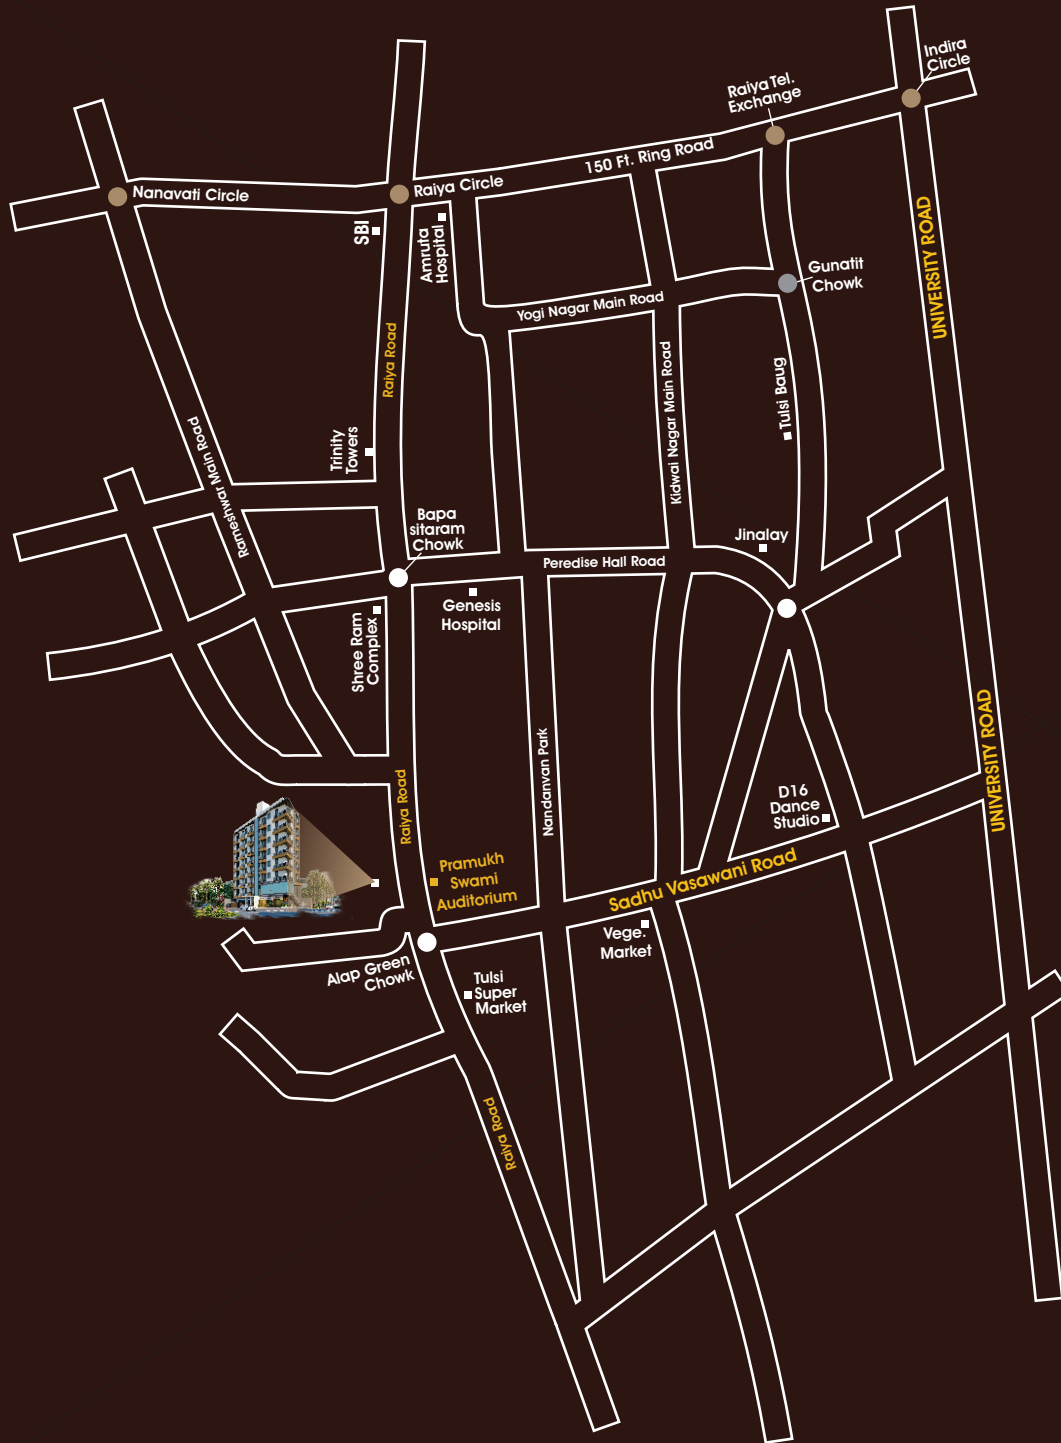 Indira
Circle
Raiya Tel.
Exchange
150 Ft. Ring Road
Nanavati Circle
Raiya Circle
SBI
Amruta
Hospital
UNIVERSITY ROAD
Gunatit
Chowk
Yogi Nagar Main Road
Raiya Road
Kidwai Nagar Main Road
Tulsi Baug
Trinity
Towers
Rameshwar Main Road
Bapa
sitaram
Chowk
Jinalay
Peredise Hall Road
Genesis
Hospital
Shree Ram
Complex
UNIVERSITY ROAD
Nandanvan Park
Raiya Road
D16
Dance
Studio
Pramukh
Swami
Auditorium
Sadhu Vasawani Road
Vege.
Market
Alap Green
Chowk
Tulsi
Super
Market
Raiya Road